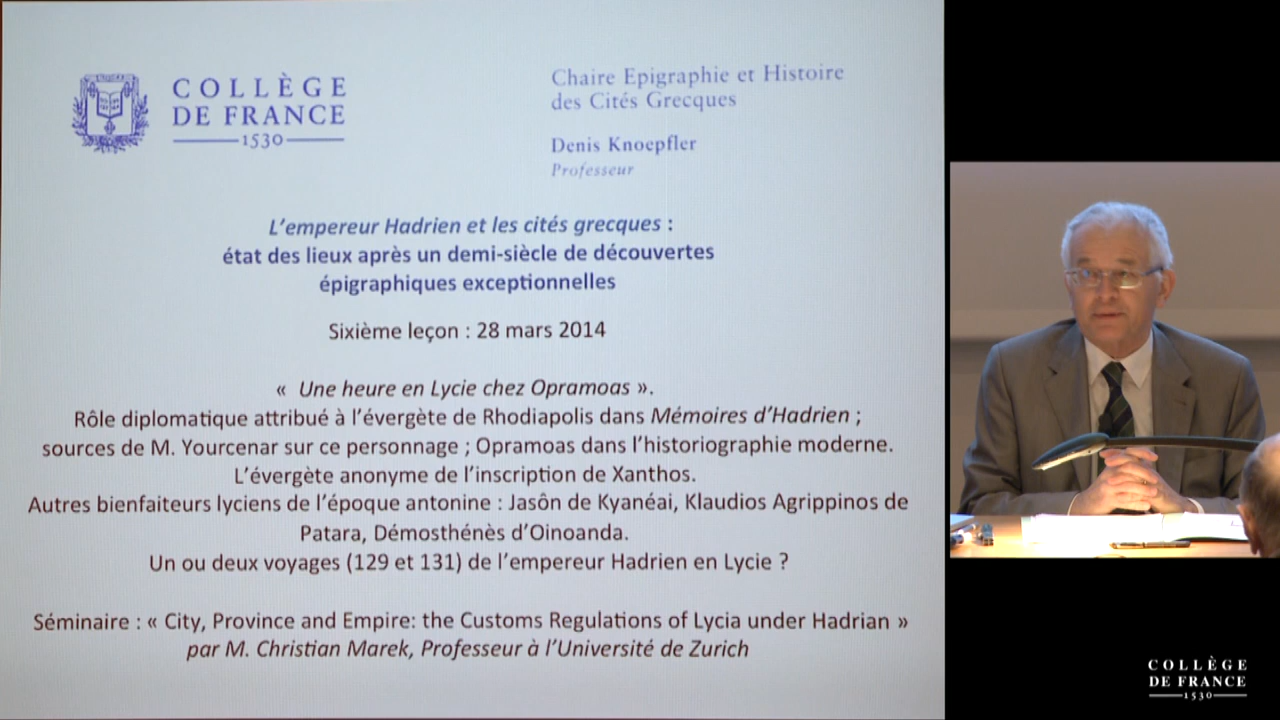 COLLÈGE
DE FRANCE
1530
Chaire Epigraphie et Histoire
des Cités Grecques
Denis Knoepfler
Professeur
L'empereur Hadrien et les cités grecques :
état des lieux après un demi-siècle de découvertes
épigraphiques exceptionnelles
Sixième leçon : 28 mars 2014
« Une heure en Lycie chez Opramoas ».
Rôle diplomatique attribué à l'évergète de Rhodiapolis dans Mémoires d'Hadrien ;
sources de M. Yourcenar sur ce personnage ; Opramoas dans l'historiographie moderne.
L'évergète anonyme de l'inscription de Xanthos.
Autres bienfaiteurs lyciens de l'époque antonine : Jasôn de Kyanéai, Klaudios Agrippinos de
Patara, Démosthénès d'Oinoanda.
Un ou deux voyages (129 et 131) de l'empereur Hadrien en Lycie ?
Séminaire : « City, Province and Empire: the Customs Regulations of Lycia under Hadrian »
par M. Christian Marek, Professeur à l'Université de Zurich
COLLÈGE
DE FRANCE
1530